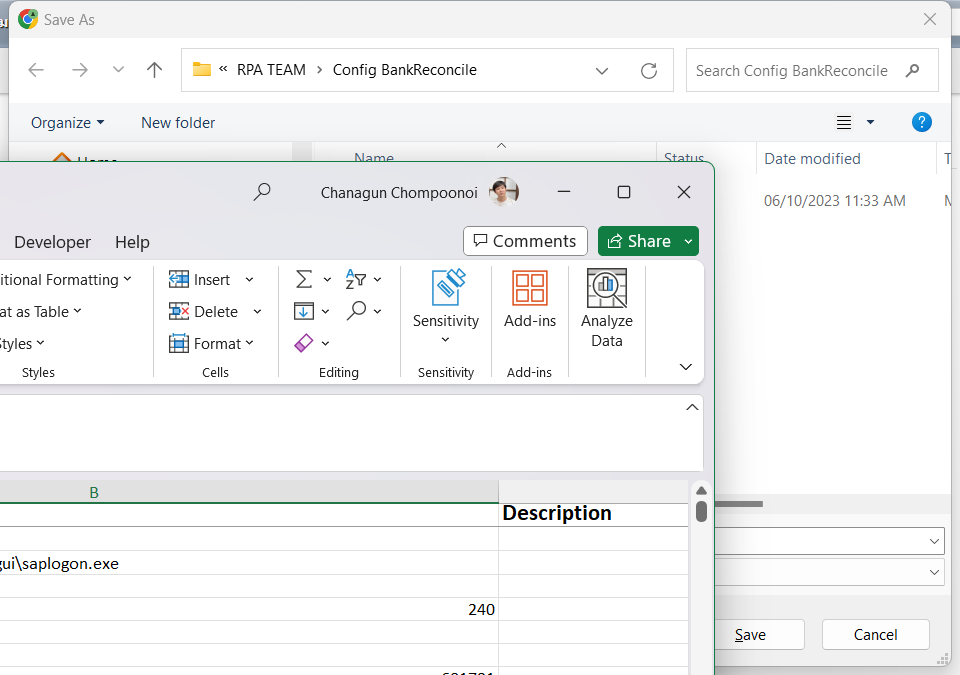 Save As
RPA TEAM > Config BankReconcile
Search Config BankReconcile
Organize
New folder
?
Home
Name
Status
Date modified
06/10/2023 11:33 AM
Chanagun Chompoonoi
Developer
Help
Comments
Share
itional Formatting
Insert
at as Table
Delete
Styles
Format
Sensitivity
Add-ins
Analyze
Data
Styles
Cells
Editing
Sensitivity
Add-ins
B
Description
gui\saplogon.exe
240
Save
Cancel